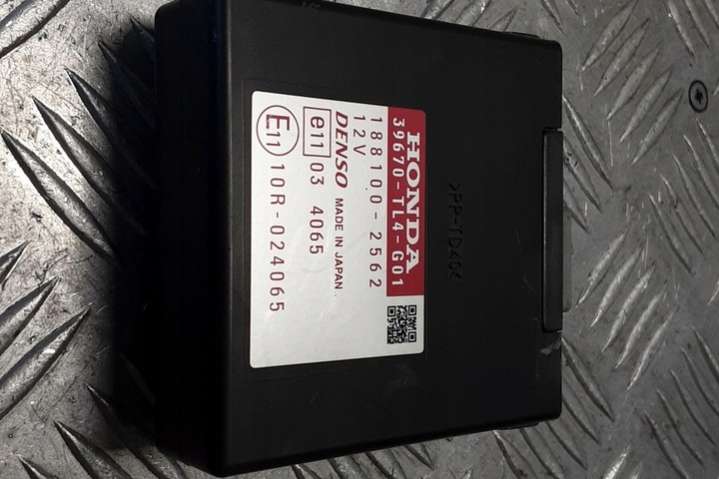 HONDA
39670-TL4-G01
188100-2562
12V
DENSO MADE IN JAPAN
e11 03 4065
E11 10R-024065
>PP-TD40<